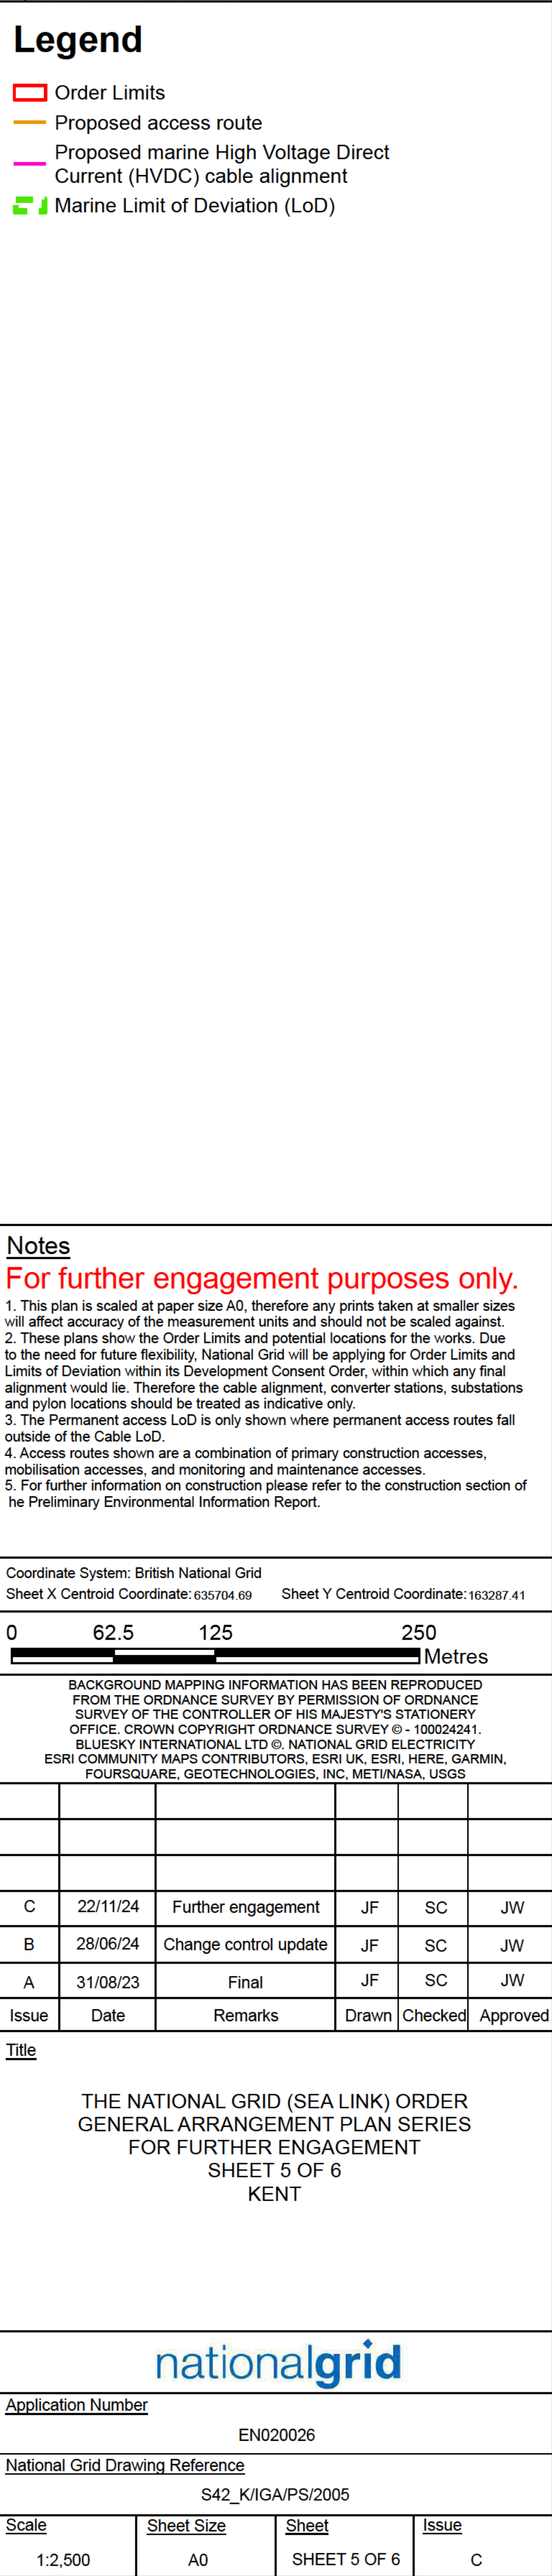 Legend
Order Limits
Proposed access route
Proposed marine High Voltage Direct
Current (HVDC) cable alignment
Marine Limit of Deviation (LoD)
Notes
For further engagement purposes only.
1. This plan is scaled at paper size A0, therefore any prints taken at smaller sizes
will affect accuracy of the measurement units and should not be scaled against.
2. These plans show the Order Limits and potential locations for the works. Due
to the need for future flexibility, National Grid will be applying for Order Limits and
Limits of Deviation within its Development Consent Order, within which any final
alignment would lie. Therefore the cable alignment, converter stations, substations
and pylon locations should be treated as indicative only.
3. The Permanent access LoD is only shown where permanent access routes fall
outside of the Cable LoD.
4. Access routes shown are a combination of primary construction accesses,
mobilisation accesses, and monitoring and maintenance accesses.
5. For further information on construction please refer to the construction section of
he Preliminary Environmental Information Report.
Coordinate System: British National Grid
Sheet X Centroid Coordinate: 635704.69 Sheet Y Centroid Coordinate: 163287.41
0 62.5 125 250
Metres
BACKGROUND MAPPING INFORMATION HAS BEEN REPRODUCED
FROM THE ORDNANCE SURVEY BY PERMISSION OF ORDNANCE
SURVEY OF THE CONTROLLER OF HIS MAJESTY'S STATIONERY
OFFICE. CROWN COPYRIGHT ORDNANCE SURVEY © - 100024241.
BLUESKY INTERNATIONAL LTD ©. NATIONAL GRID ELECTRICITY
ESRI COMMUNITY MAPS CONTRIBUTORS, ESRI UK, ESRI, HERE, GARMIN,
FOURSQUARE, GEOTECHNOLOGIES, INC, METI/NASA, USGS
C 22/11/24 Further engagement JF SC JW
B 28/06/24 Change control update JF SC JW
A 31/08/23 Final JF SC JW
Issue Date Remarks Drawn Checked Approved
Title
THE NATIONAL GRID (SEA LINK) ORDER
GENERAL ARRANGEMENT PLAN SERIES
FOR FURTHER ENGAGEMENT
SHEET 5 OF 6
KENT
nationalgrid
Application Number
EN020026
National Grid Drawing Reference
S42_K/IGA/PS/2005
Scale Sheet Size Sheet Issue
1:2,500 A0 SHEET 5 OF 6 C